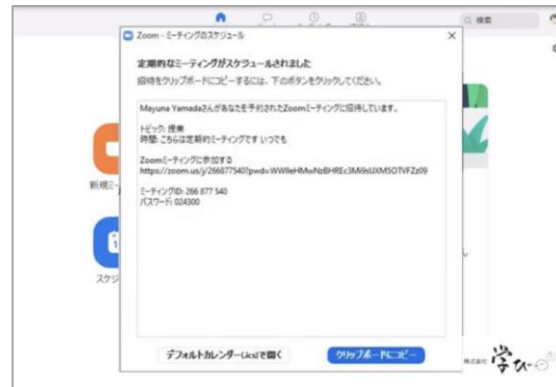 検索
Zoom - ミーティングのスケジュール
定期的なミーティングがスケジュールされました
招待をクリップボードにコピーするには、下のボタンをクリックしてください。
Mayuna Yamadaさんがあなたを予約されたZoomミーティングに招待しています。
トピック: 授業
時間: こちらは定期的ミーティングです いつでも
Zoomミーティングに参加する
https://zoom.us/j/266877540?pwd=WWlIeHMwNzBHREc3Mi9sUXM5OTVFZz09
ミーティングID: 266 877 540
パスワード: 024300
新規ミー
スケジ
デフォルトカレンダー(.ics)で開く
クリップボードにコピー
株式会社 学びー